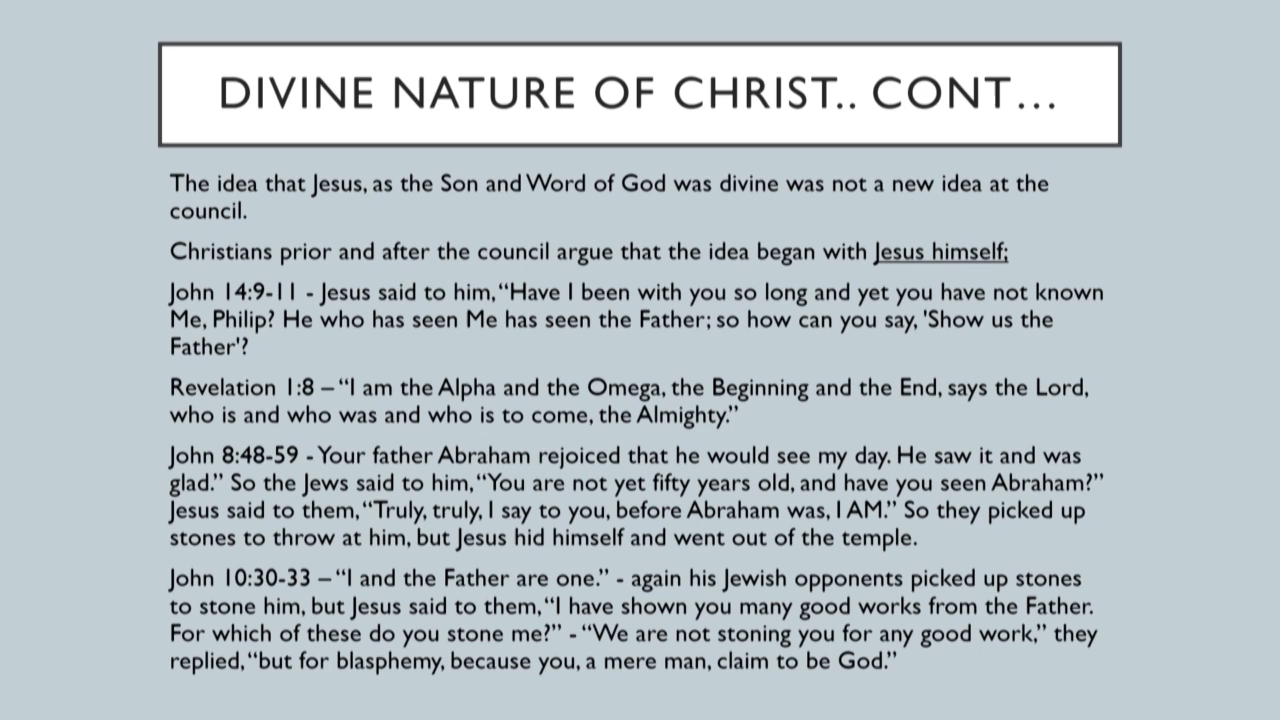 DIVINE NATURE OF CHRIST.. CONT...
The idea that Jesus, as the Son and Word of God was divine was not a new idea at the
council.
Christians prior and after the council argue that the idea began with Jesus himself;
John 14:9-11 - Jesus said to him, “Have I been with you so long and yet you have not known
Me, Philip? He who has seen Me has seen the Father; so how can you say, 'Show us the
Father'?
Revelation 1:8 – “I am the Alpha and the Omega, the Beginning and the End, says the Lord,
who is and who was and who is to come, the Almighty.”
John 8:48-59 - Your father Abraham rejoiced that he would see my day. He saw it and was
glad.” So the Jews said to him, “You are not yet fifty years old, and have you seen Abraham?”
Jesus said to them, “Truly, truly, I say to you, before Abraham was, I AM.” So they picked up
stones to throw at him, but Jesus hid himself and went out of the temple.
John 10:30-33 – “I and the Father are one.” - again his Jewish opponents picked up stones
to stone him, but Jesus said to them, “I have shown you many good works from the Father.
For which of these do you stone me?” - “We are not stoning you for any good work,” they
replied, “but for blasphemy, because you, a mere man, claim to be God.”